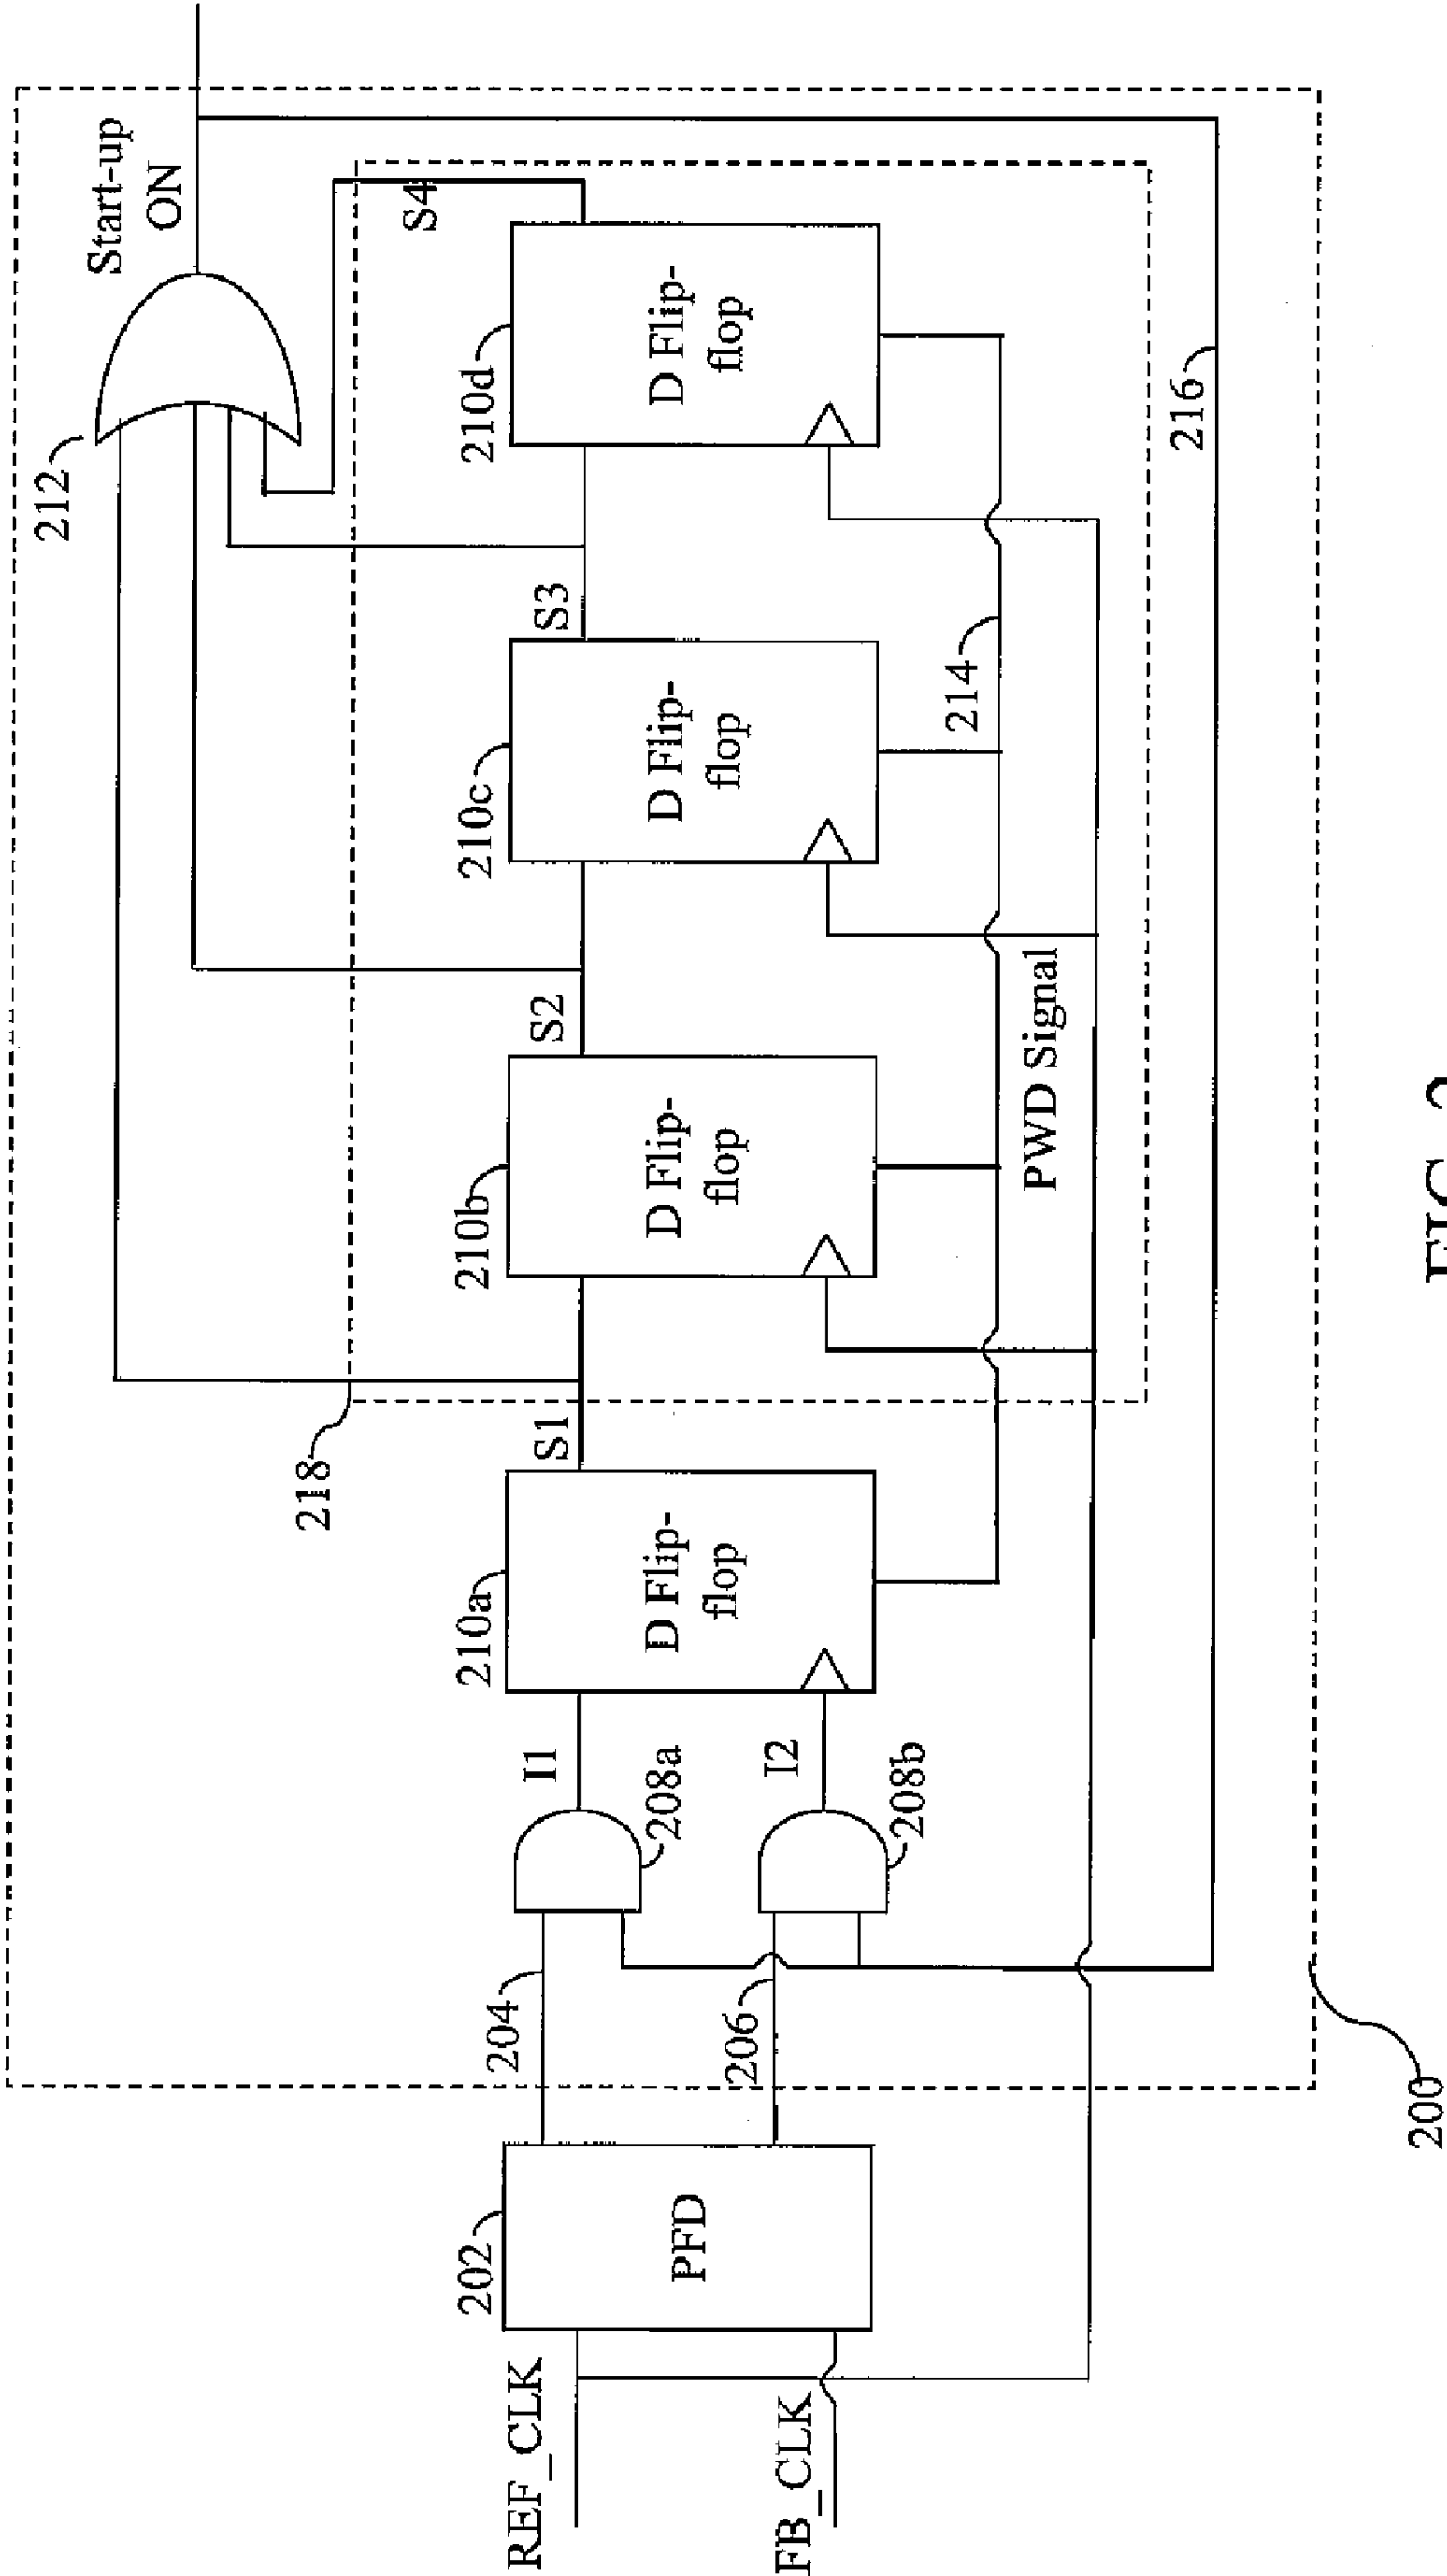 Start-up
ON
212
S4
218
210a
210b
210c
210d
S1
S2
S3
D Flip-
flop
D Flip-
flop
D Flip-
flop
D Flip-
flop
REF_CLK
FB_CLK
202
PFD
204
206
I1
208a
I2
208b
214
PWD Signal
216
200